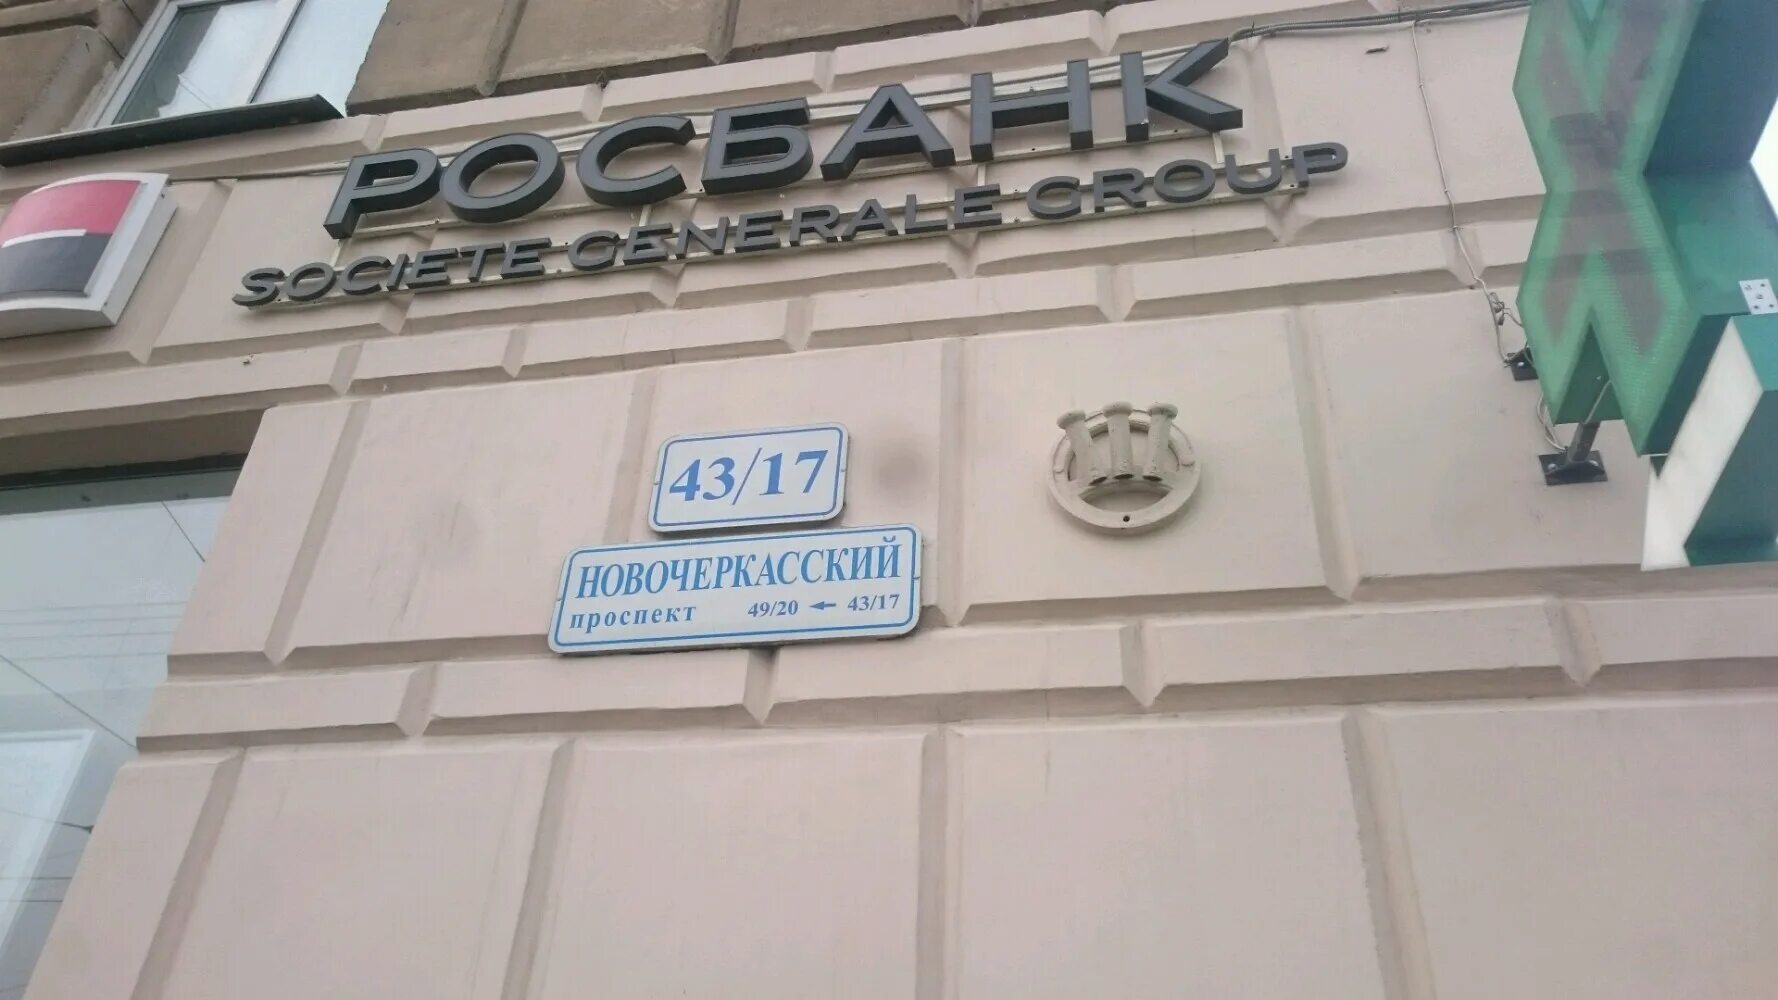 РОСБАНК
SOCIETE GENERALE GROUP
43/17
НОВОЧЕРКАССКИЙ
проспект 49/20 ← 43/17